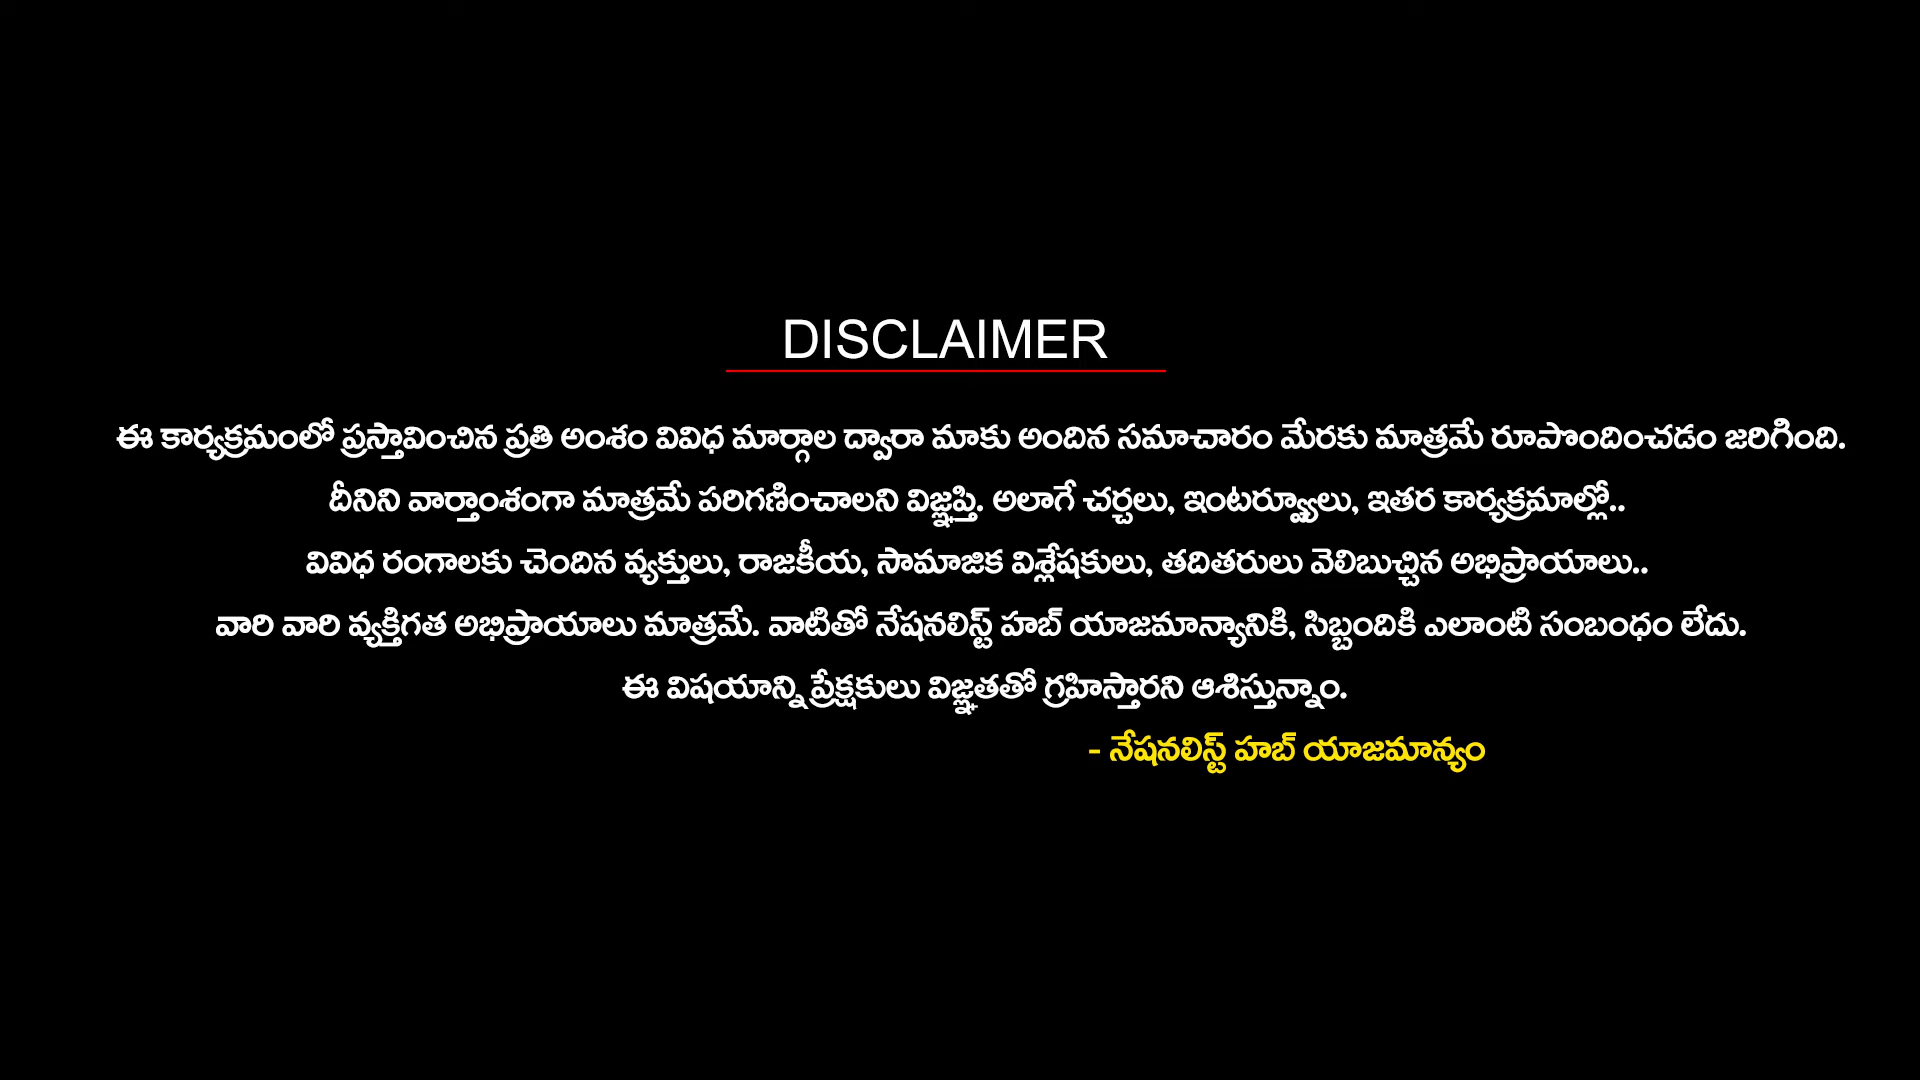 DISCLAIMER
ఈ కార్యక్రమంలో ప్రస్తావించిన ప్రతి అంశం వివిధ మార్గాల ద్వారా మాకు అందిన సమాచారం మేరకు మాత్రమే రూపొందించడం జరిగింది.
దీనిని వార్తాంశంగా మాత్రమే పరిగణించాలని విజ్ఞప్తి. అలాగే చర్చలు, ఇంటర్వ్యూలు, ఇతర కార్యక్రమాల్లో..
వివిధ రంగాలకు చెందిన వ్యక్తులు, రాజకీయ, సామాజిక విశ్లేషకులు, తదితరులు వెలిబుచ్చిన అభిప్రాయాలు..
వారి వారి వ్యక్తిగత అభిప్రాయాలు మాత్రమే. వాటితో నేషనలిస్ట్ హబ్ యాజమాన్యానికి, సిబ్బందికి ఎలాంటి సంబంధం లేదు.
ఈ విషయాన్ని ప్రేక్షకులు విజ్ఞతతో గ్రహిస్తారని ఆశిస్తున్నాం.
- నేషనలిస్ట్ హబ్ యాజమాన్యం